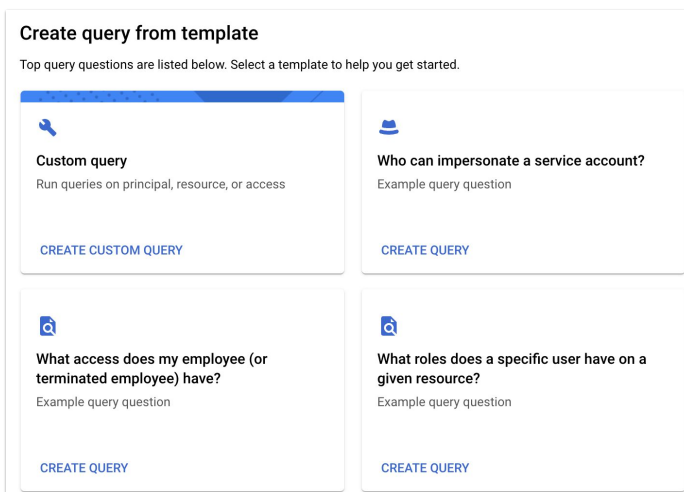 Create query from template
Top query questions are listed below. Select a template to help you get started.
Custom query
Run queries on principal, resource, or access
CREATE CUSTOM QUERY
Who can impersonate a service account?
Example query question
CREATE QUERY
What access does my employee (or
terminated employee) have?
Example query question
CREATE QUERY
What roles does a specific user have on a
given resource?
Example query question
CREATE QUERY